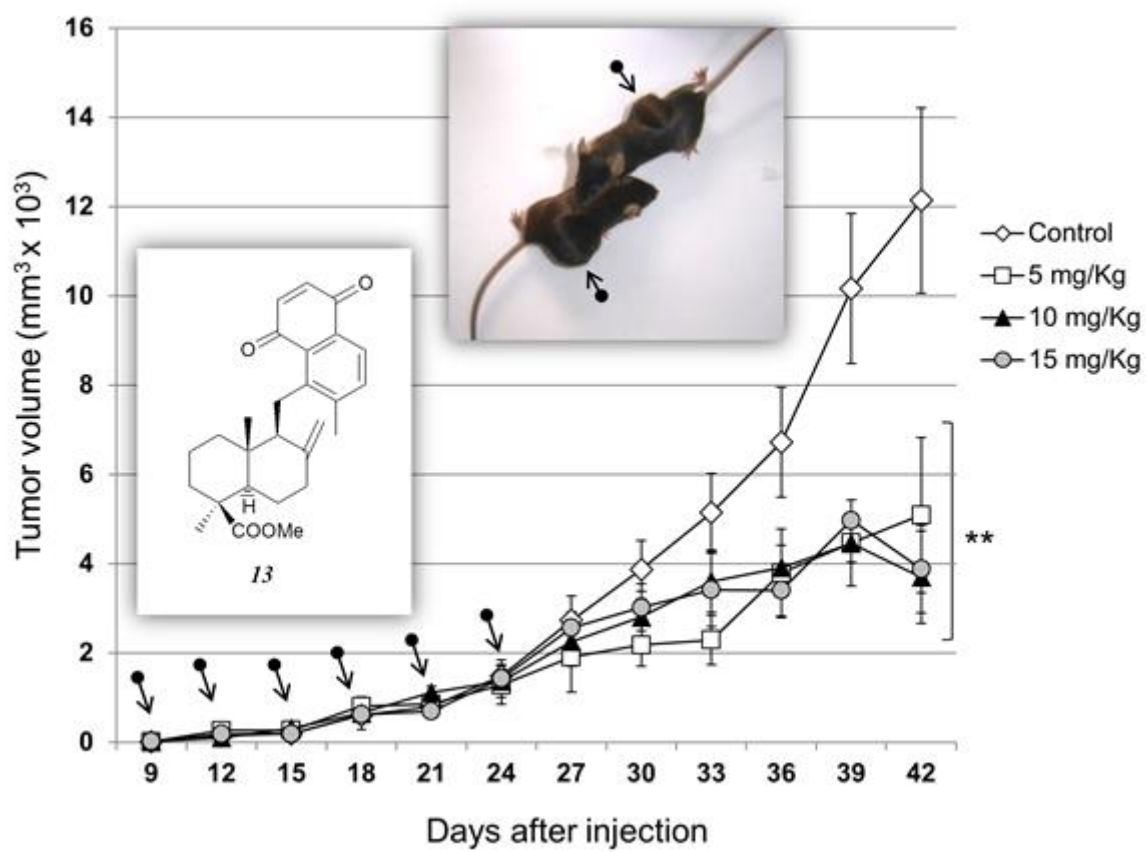 16
14
12
10
8
6
4
2
0
Tumor volume (mm³ x 10³)
O
O
H
COOMe
13
Control
5 mg/Kg
10 mg/Kg
15 mg/Kg
**
9 12 15 18 21 24 27 30 33 36 39 42
Days after injection